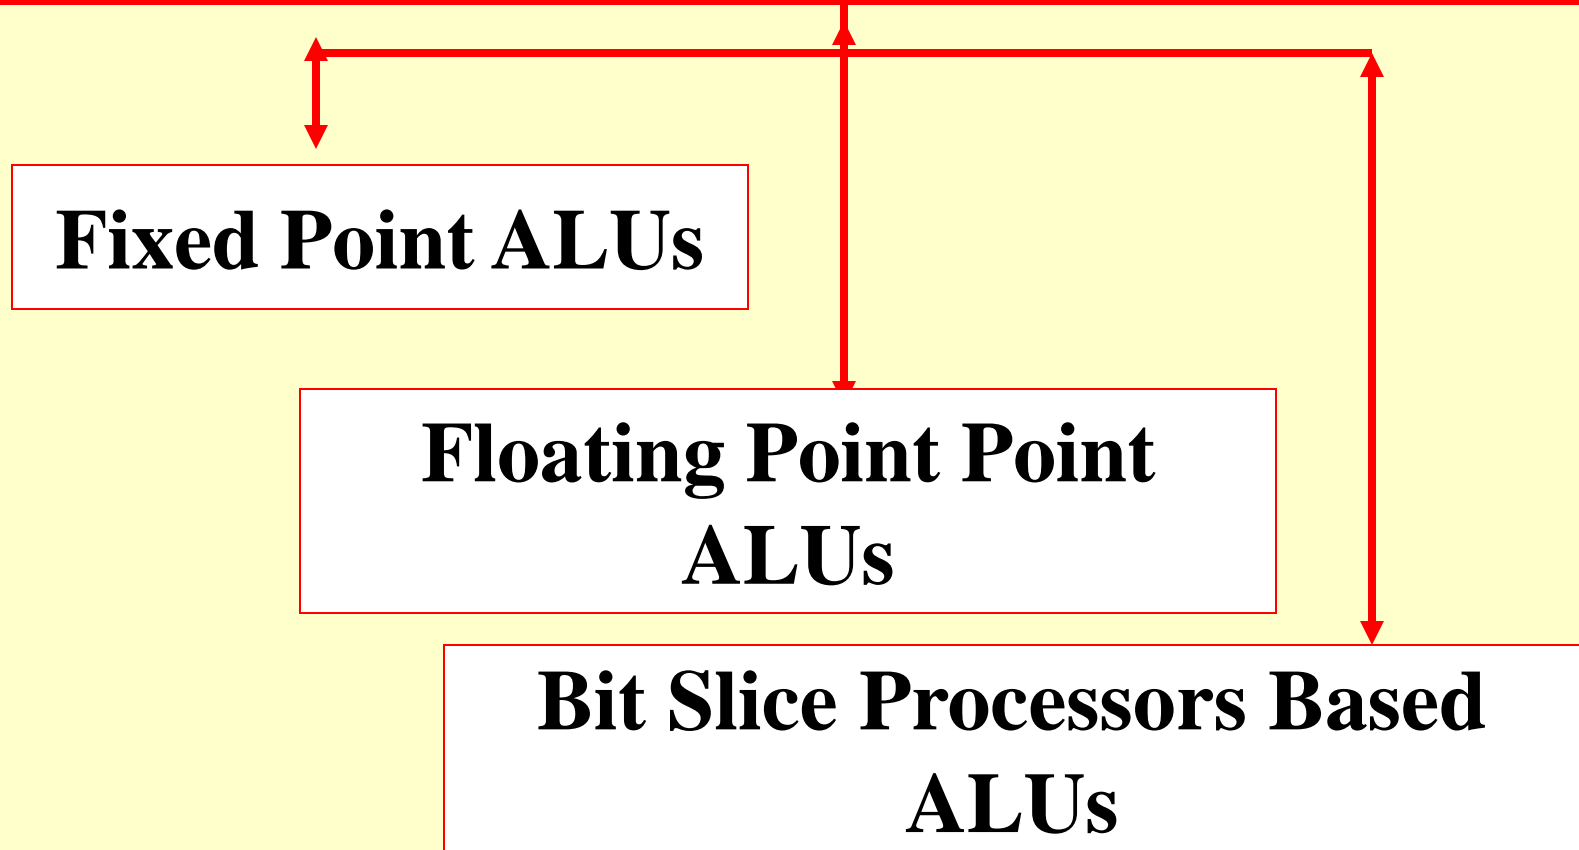 Fixed Point ALUs
Floating Point Point
ALUs
Bit Slice Processors Based
ALUs